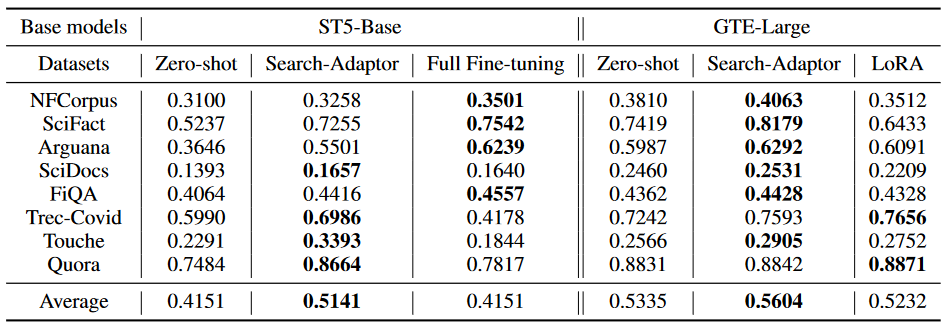 Base models ST5-Base GTE-Large
Datasets Zero-shot Search-Adaptor Full Fine-tuning Zero-shot Search-Adaptor LoRA
NFCorpus 0.3100 0.3258 0.3501 0.3810 0.4063 0.3512
SciFact 0.5237 0.7255 0.7542 0.7419 0.8179 0.6433
Arguana 0.3646 0.5501 0.6239 0.5987 0.6292 0.6091
SciDocs 0.1393 0.1657 0.1640 0.2460 0.2531 0.2209
FiQA 0.4064 0.4416 0.4557 0.4362 0.4428 0.4328
Trec-Covid 0.5990 0.6986 0.4178 0.7242 0.7593 0.7656
Touche 0.2291 0.3393 0.1844 0.2566 0.2905 0.2752
Quora 0.7484 0.8664 0.7817 0.8831 0.8842 0.8871
Average 0.4151 0.5141 0.4151 0.5335 0.5604 0.5232